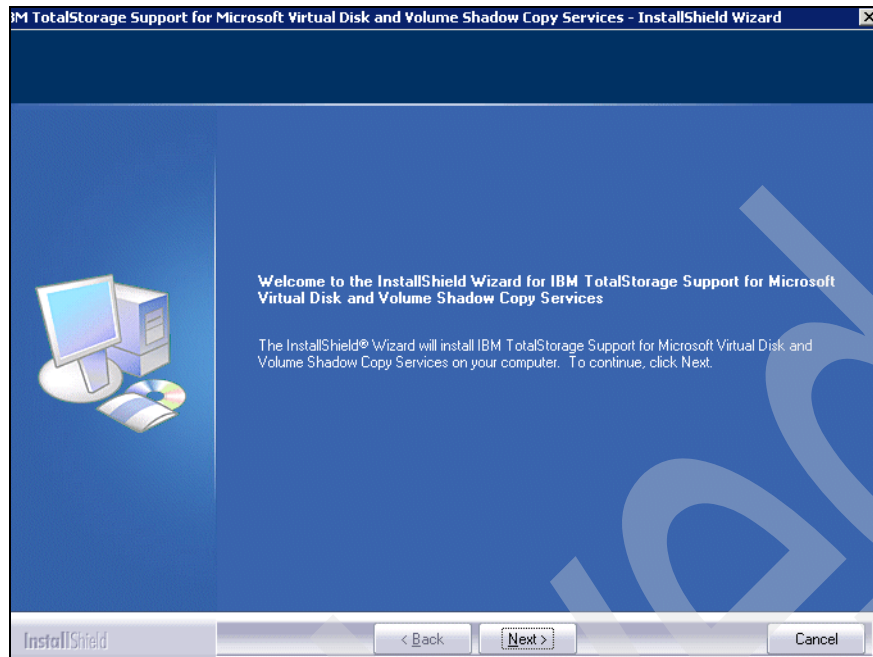 BM TotalStorage Support for Microsoft Virtual Disk and Volume Shadow Copy Services - InstallShield Wizard
Welcome to the InstallShield Wizard for IBM TotalStorage Support for Microsoft
Virtual Disk and Volume Shadow Copy Services
The InstallShield® Wizard will install IBM TotalStorage Support for Microsoft Virtual Disk and
Volume Shadow Copy Services on your computer. To continue, click Next.
InstallShield
< Back
Next >
Cancel